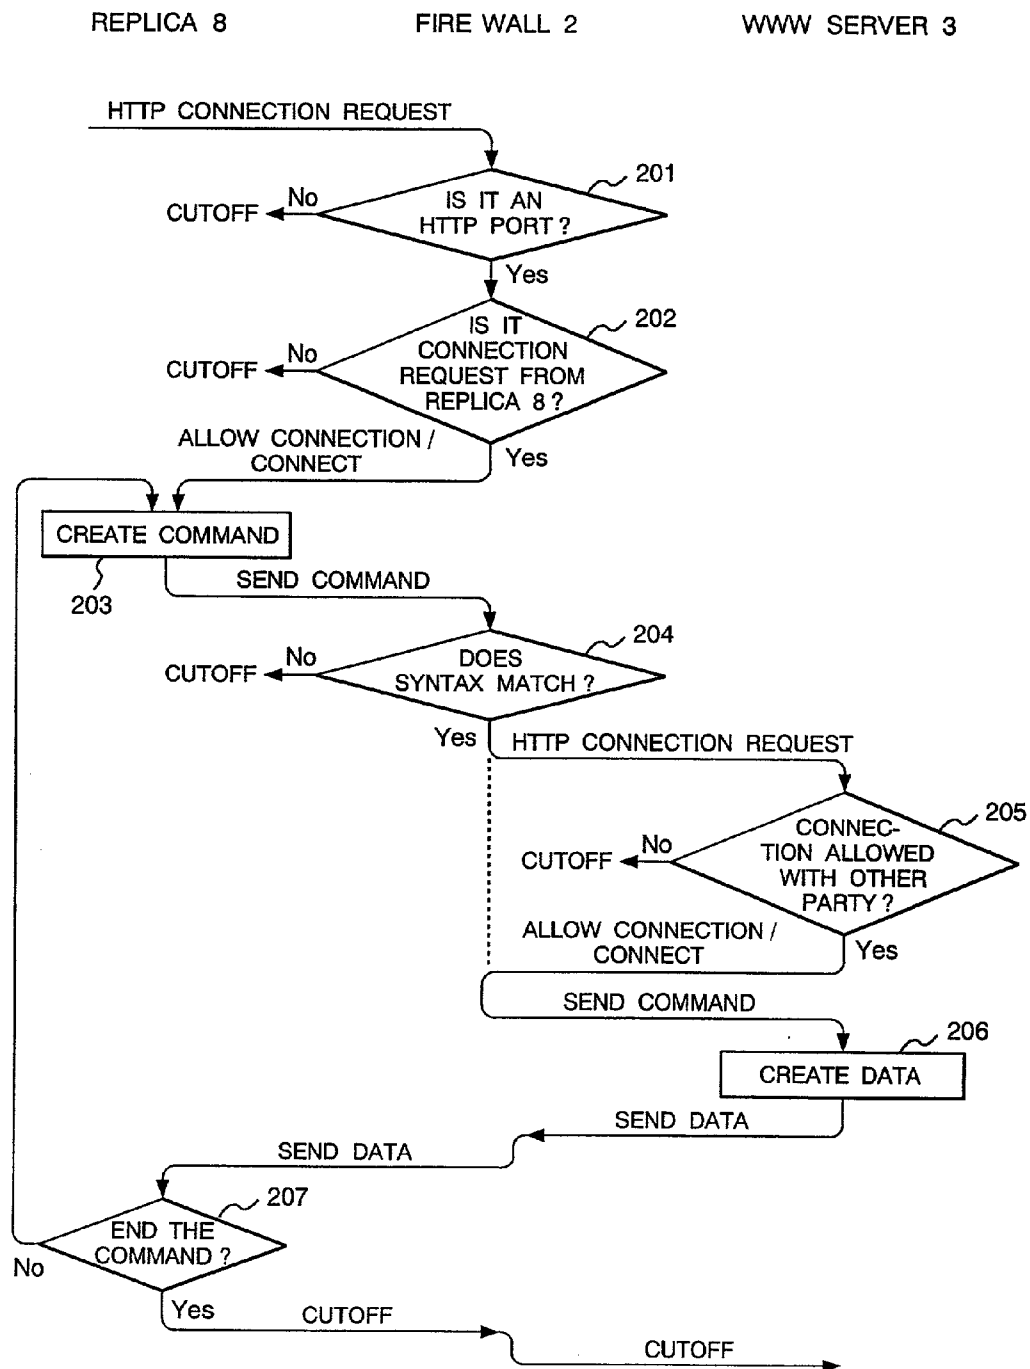 REPLICA 8 FIRE WALL 2 WWW SERVER 3
HTTP CONNECTION REQUEST
201
IS IT AN
HTTP PORT ?
No
CUTOFF
Yes
202
IS IT
CONNECTION
REQUEST FROM
REPLICA 8 ?
No
CUTOFF
Yes
ALLOW CONNECTION /
CONNECT
CREATE COMMAND
203
SEND COMMAND
204
DOES
SYNTAX MATCH ?
No
CUTOFF
Yes
HTTP CONNECTION REQUEST
205
CONNEC-
TION ALLOWED
WITH OTHER
PARTY ?
No
CUTOFF
Yes
ALLOW CONNECTION /
CONNECT
SEND COMMAND
206
CREATE DATA
SEND DATA
SEND DATA
207
END THE
COMMAND ?
No
Yes
CUTOFF
CUTOFF